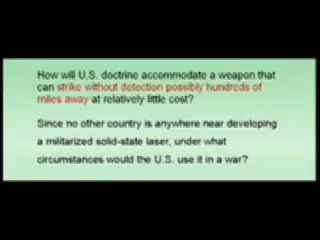 How will U.S. doctrine accommodate a weapon that
can strike without detection possibly hundreds of
miles away at relatively little cost?
Since no other country is anywhere near developing
a militarized solid-state laser, under what
circumstances would the U.S. use it in a war?